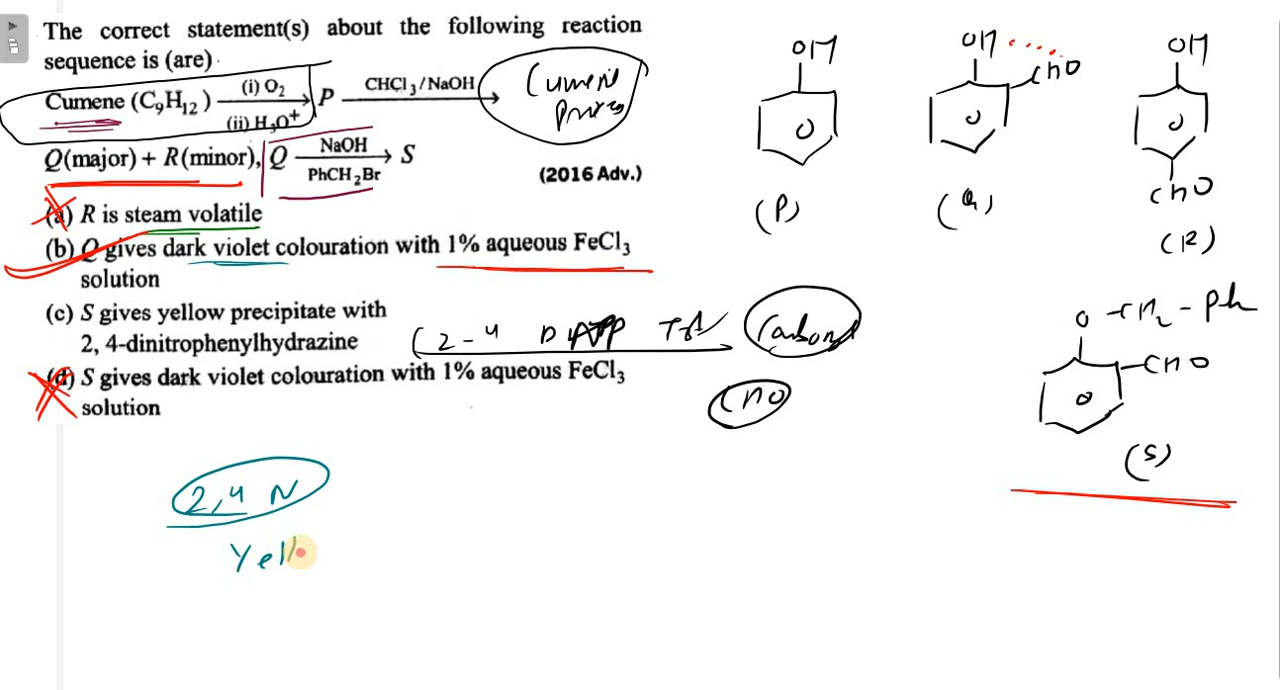 The correct statement(s) about the following reaction
sequence is (are)
Cumene (C₉H₁₂) (i) O₂ (ii) H₃O⁺ → P CHCl₃/NaOH →
Cumene
Q(major) + R(minor), Q NaOH PhCH₂Br → S
(2016 Adv.)
(a) R is steam volatile
(b) Q gives dark violet colouration with 1% aqueous FeCl₃
solution
(c) S gives yellow precipitate with
2, 4-dinitrophenylhydrazine
(2-4
(d) S gives dark violet colouration with 1% aqueous FeCl₃
solution
CHO
2,4 N
Yell
OH
(P)
OH
CHO
(Q)
OH
CHO
(R)
O-CH₂-Ph
CHO
(S)